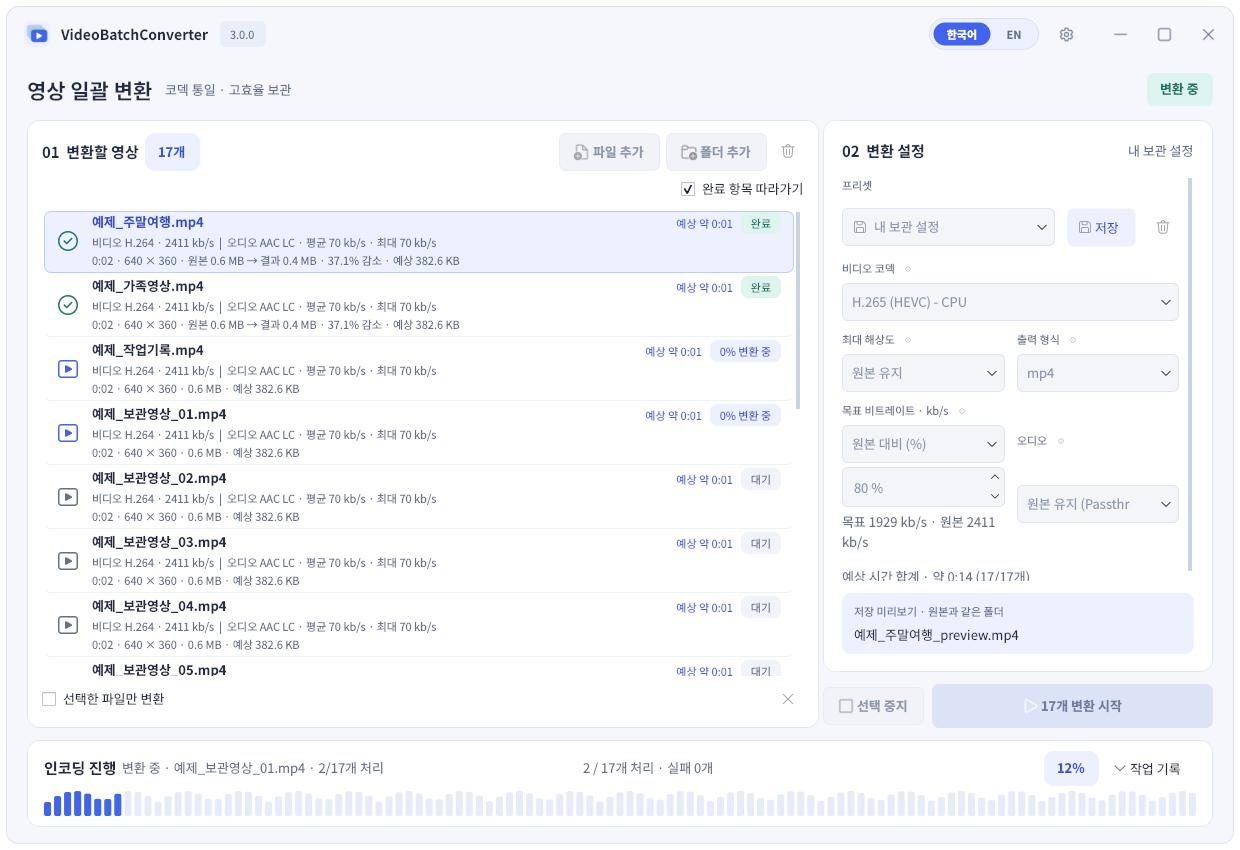 VideoBatchConverter 3.0.0 한국어 EN
영상 일괄 변환 코덱 통일 · 고효율 보관 변환 중
01 변환할 영상 17개 파일 추가 폴더 추가
완료 항목 따라가기
예제_주말여행.mp4 예상 약 0:01 완료
비디오 H.264 · 2411 kb/s | 오디오 AAC LC · 평균 70 kb/s · 최대 70 kb/s
0:02 · 640 × 360 · 원본 0.6 MB → 결과 0.4 MB · 37.1% 감소 · 예상 382.6 KB
예제_가족영상.mp4 예상 약 0:01 완료
비디오 H.264 · 2411 kb/s | 오디오 AAC LC · 평균 70 kb/s · 최대 70 kb/s
0:02 · 640 × 360 · 원본 0.6 MB → 결과 0.4 MB · 37.1% 감소 · 예상 382.6 KB
예제_작업기록.mp4 예상 약 0:01 0% 변환 중
비디오 H.264 · 2411 kb/s | 오디오 AAC LC · 평균 70 kb/s · 최대 70 kb/s
0:02 · 640 × 360 · 0.6 MB · 예상 382.6 KB
예제_보관영상_01.mp4 예상 약 0:01 0% 변환 중
비디오 H.264 · 2411 kb/s | 오디오 AAC LC · 평균 70 kb/s · 최대 70 kb/s
0:02 · 640 × 360 · 0.6 MB · 예상 382.6 KB
예제_보관영상_02.mp4 예상 약 0:01 대기
비디오 H.264 · 2411 kb/s | 오디오 AAC LC · 평균 70 kb/s · 최대 70 kb/s
0:02 · 640 × 360 · 0.6 MB · 예상 382.6 KB
예제_보관영상_03.mp4 예상 약 0:01 대기
비디오 H.264 · 2411 kb/s | 오디오 AAC LC · 평균 70 kb/s · 최대 70 kb/s
0:02 · 640 × 360 · 0.6 MB · 예상 382.6 KB
예제_보관영상_04.mp4 예상 약 0:01 대기
비디오 H.264 · 2411 kb/s | 오디오 AAC LC · 평균 70 kb/s · 최대 70 kb/s
0:02 · 640 × 360 · 0.6 MB · 예상 382.6 KB
예제_보관영상_05.mp4 예상 약 0:01 대기
선택한 파일만 변환
02 변환 설정 내 보관 설정
프리셋
내 보관 설정 저장
비디오 코덱
H.265 (HEVC) - CPU
최대 해상도 출력 형식
원본 유지 mp4
목표 비트레이트 · kb/s
원본 대비 (%) 오디오
80 %
원본 유지 (Passthr
목표 1929 kb/s · 원본 2411
kb/s
예상 시간 합계 · 약 0:14 (17/17개)
저장 미리보기 · 원본과 같은 폴더
예제_주말여행_preview.mp4
선택 중지 17개 변환 시작
인코딩 진행 변환 중 · 예제_보관영상_01.mp4 · 2/17개 처리 2 / 17개 처리 · 실패 0개 12% 작업 기록